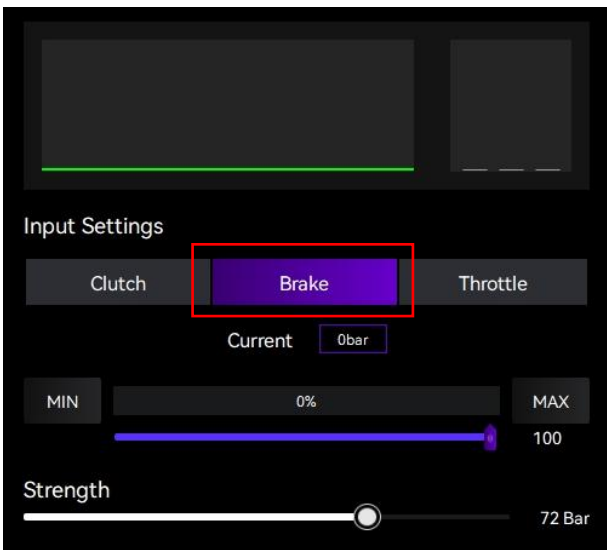 Input Settings
Clutch Brake Throttle
Current 0bar
MIN 0% MAX
100
Strength
72 Bar